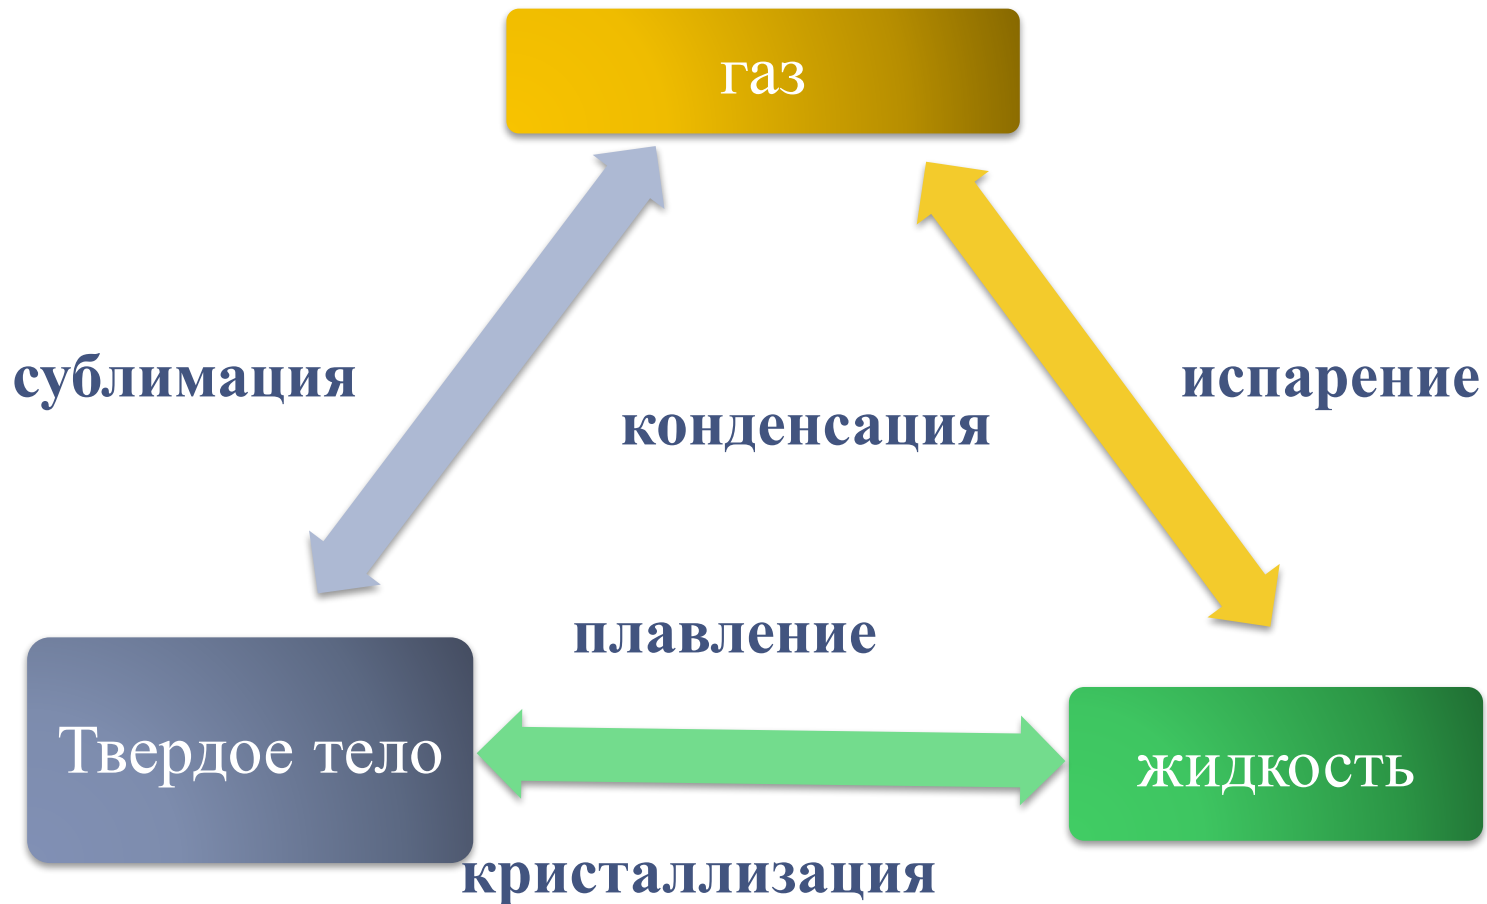 газ
сублимация
испарение
конденсация
плавление
Твердое тело
жидкость
кристаллизация